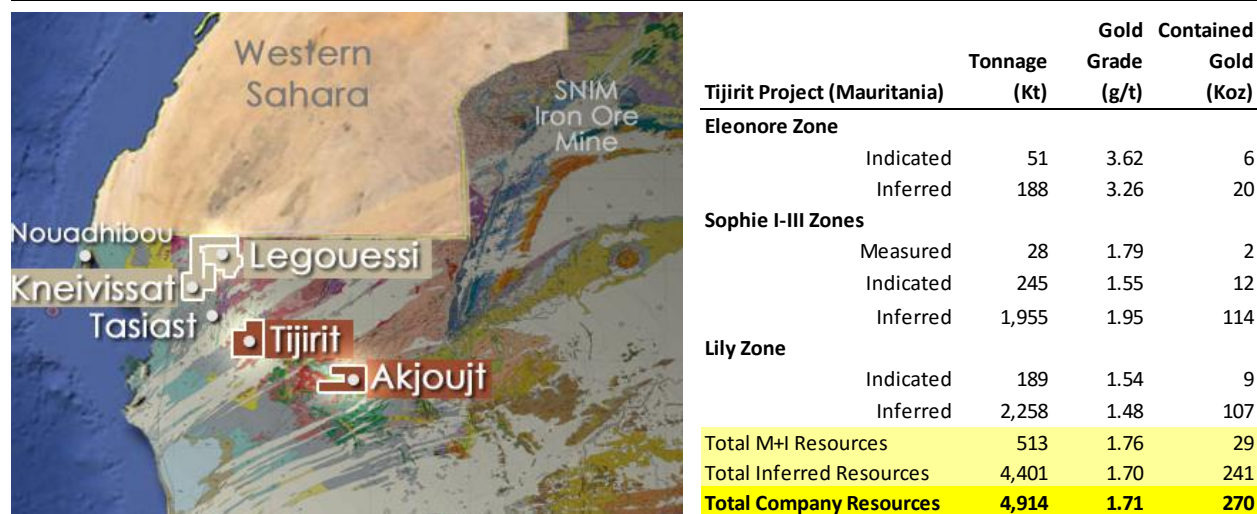 Western
Sahara
SNIM
Iron Ore
Mine
Nouadhibou
Legouessi
Kneivissat
Tasiast
Tijirit
Akjoujt
Gold Contained
Tonnage Grade Gold
Tijirit Project (Mauritania) (Kt) (g/t) (Koz)
Eleonore Zone
Indicated 51 3.62 6
Inferred 188 3.26 20
Sophie I-III Zones
Measured 28 1.79 2
Indicated 245 1.55 12
Inferred 1,955 1.95 114
Lily Zone
Indicated 189 1.54 9
Inferred 2,258 1.48 107
Total M+I Resources 513 1.76 29
Total Inferred Resources 4,401 1.70 241
Total Company Resources 4,914 1.71 270